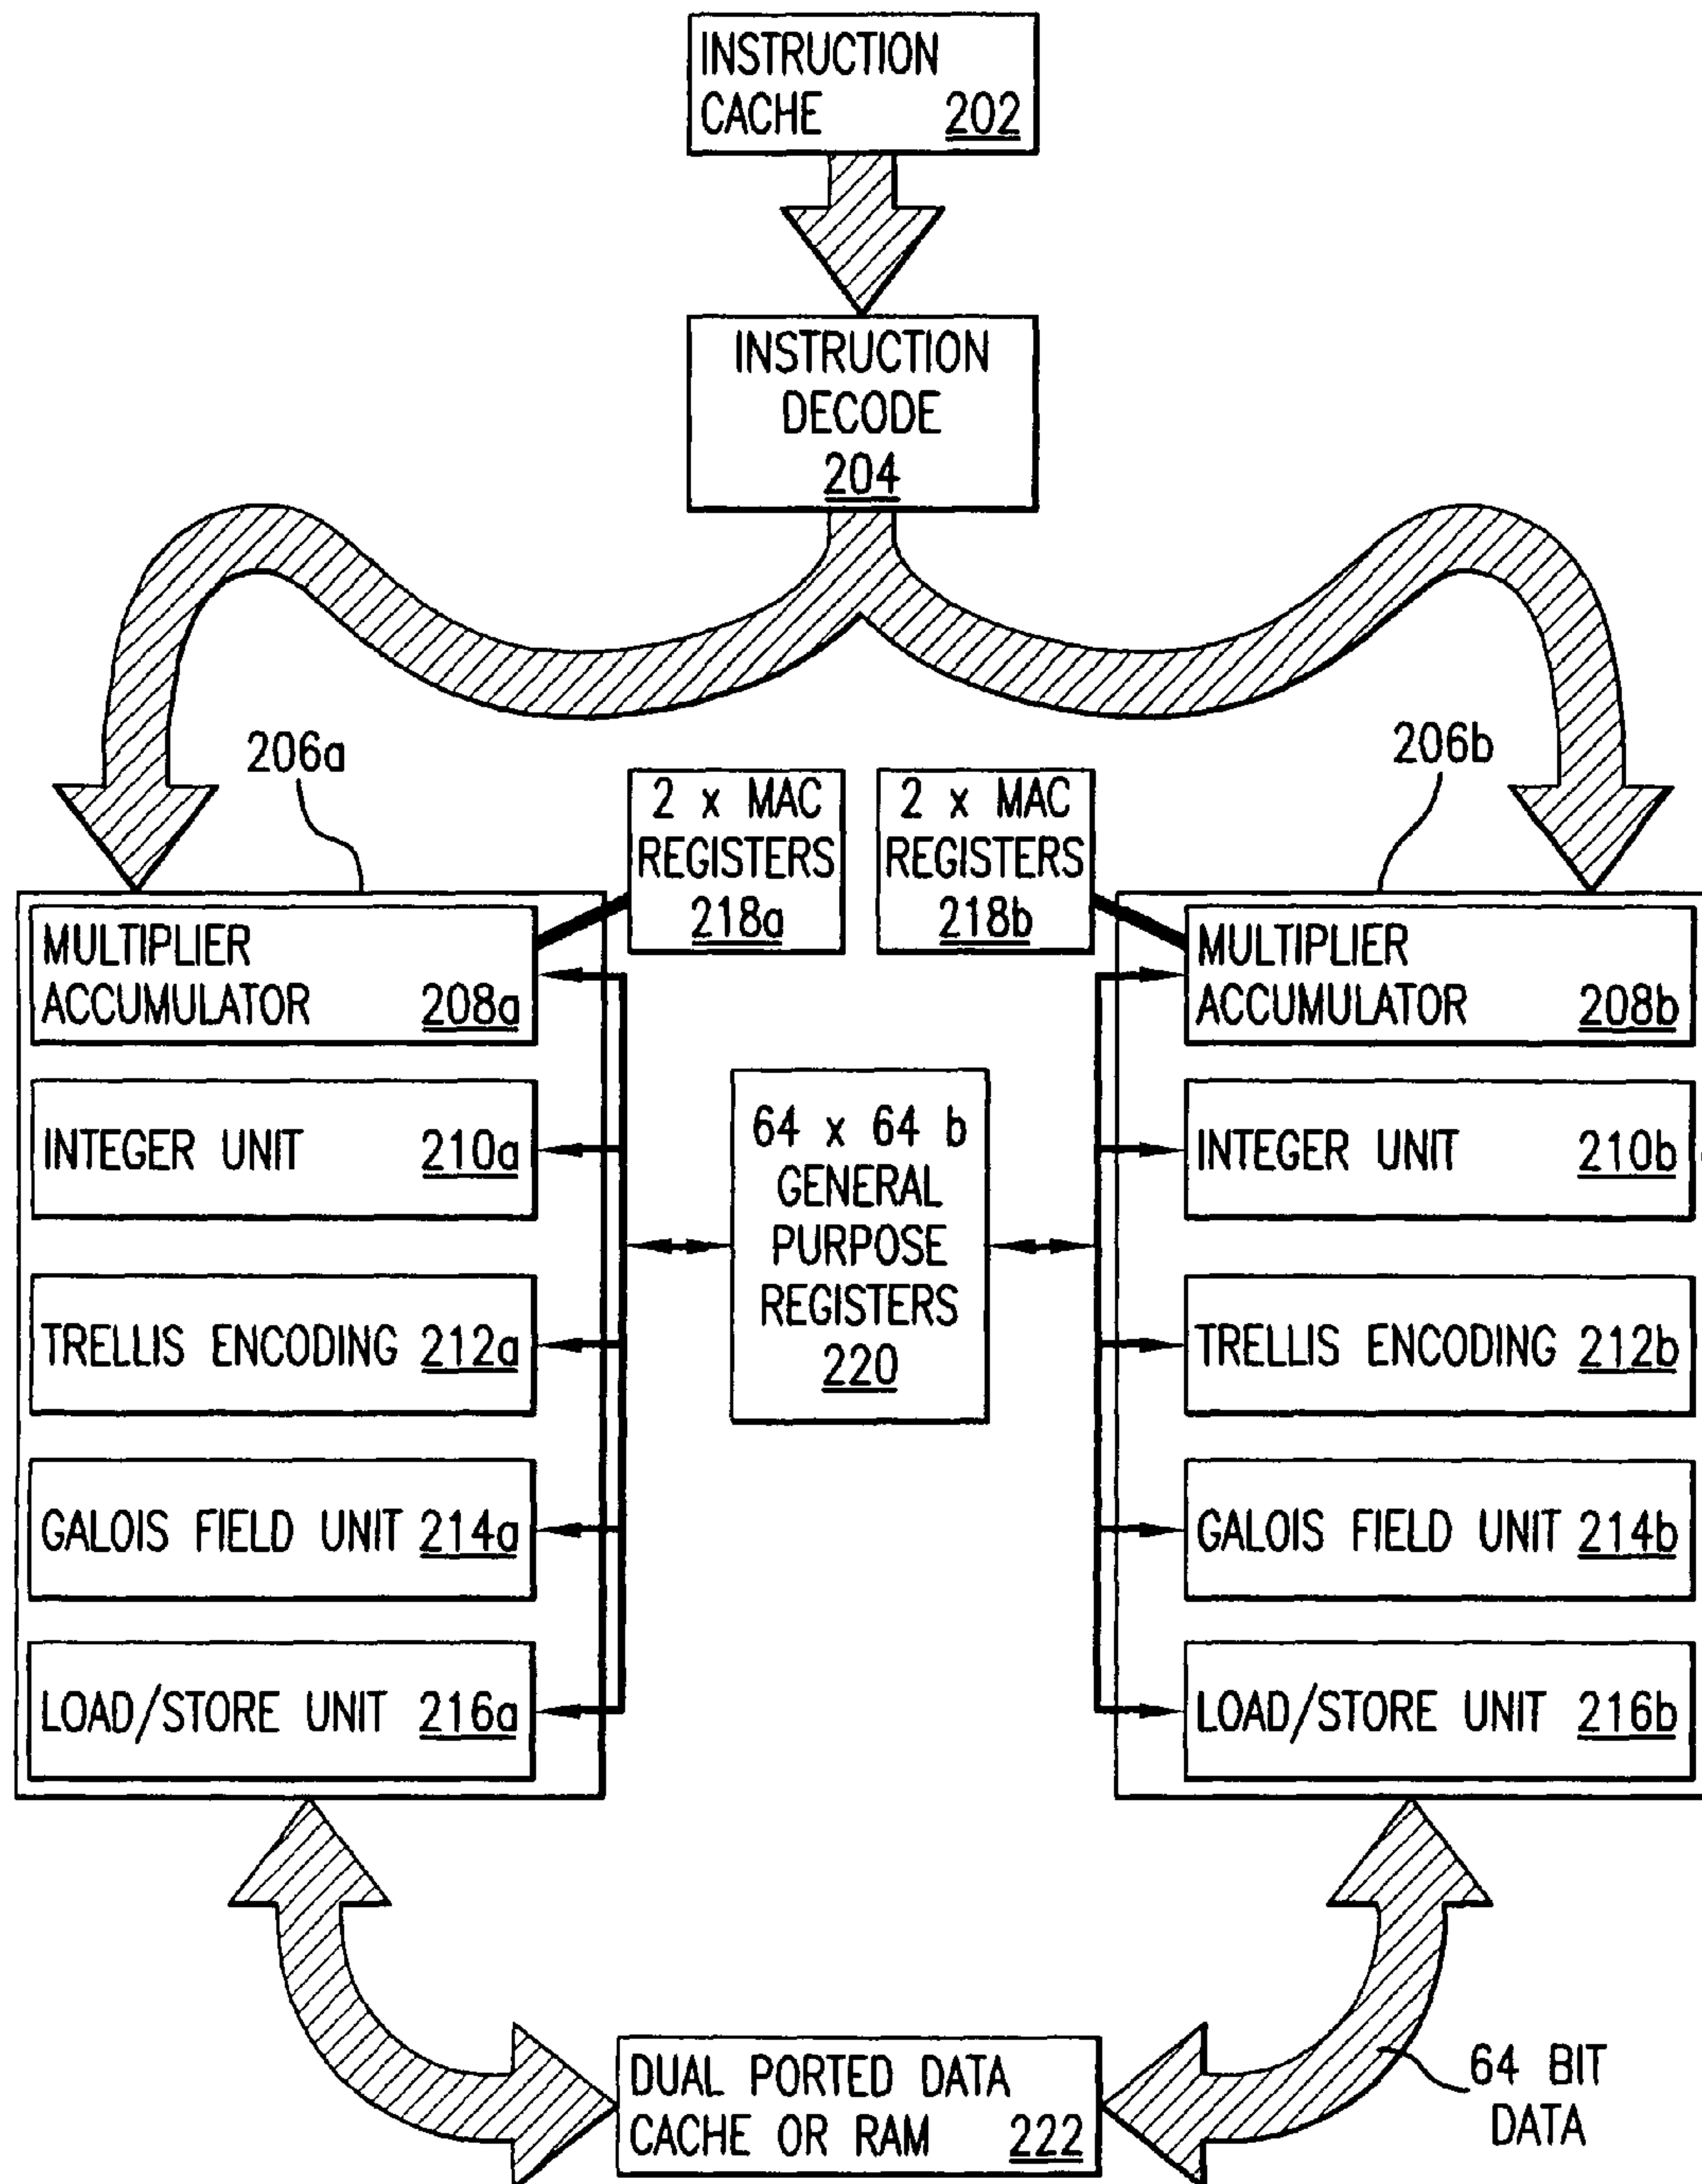 INSTRUCTION
CACHE 202
INSTRUCTION
DECODE
204
206a
206b
2 x MAC
REGISTERS
218a
2 x MAC
REGISTERS
218b
MULTIPLIER
ACCUMULATOR 208a
INTEGER UNIT 210a
TRELLIS ENCODING 212a
GALOIS FIELD UNIT 214a
LOAD/STORE UNIT 216a
64 x 64 b
GENERAL
PURPOSE
REGISTERS
220
MULTIPLIER
ACCUMULATOR 208b
INTEGER UNIT 210b
TRELLIS ENCODING 212b
GALOIS FIELD UNIT 214b
LOAD/STORE UNIT 216b
DUAL PORTED DATA
CACHE OR RAM 222
64 BIT
DATA